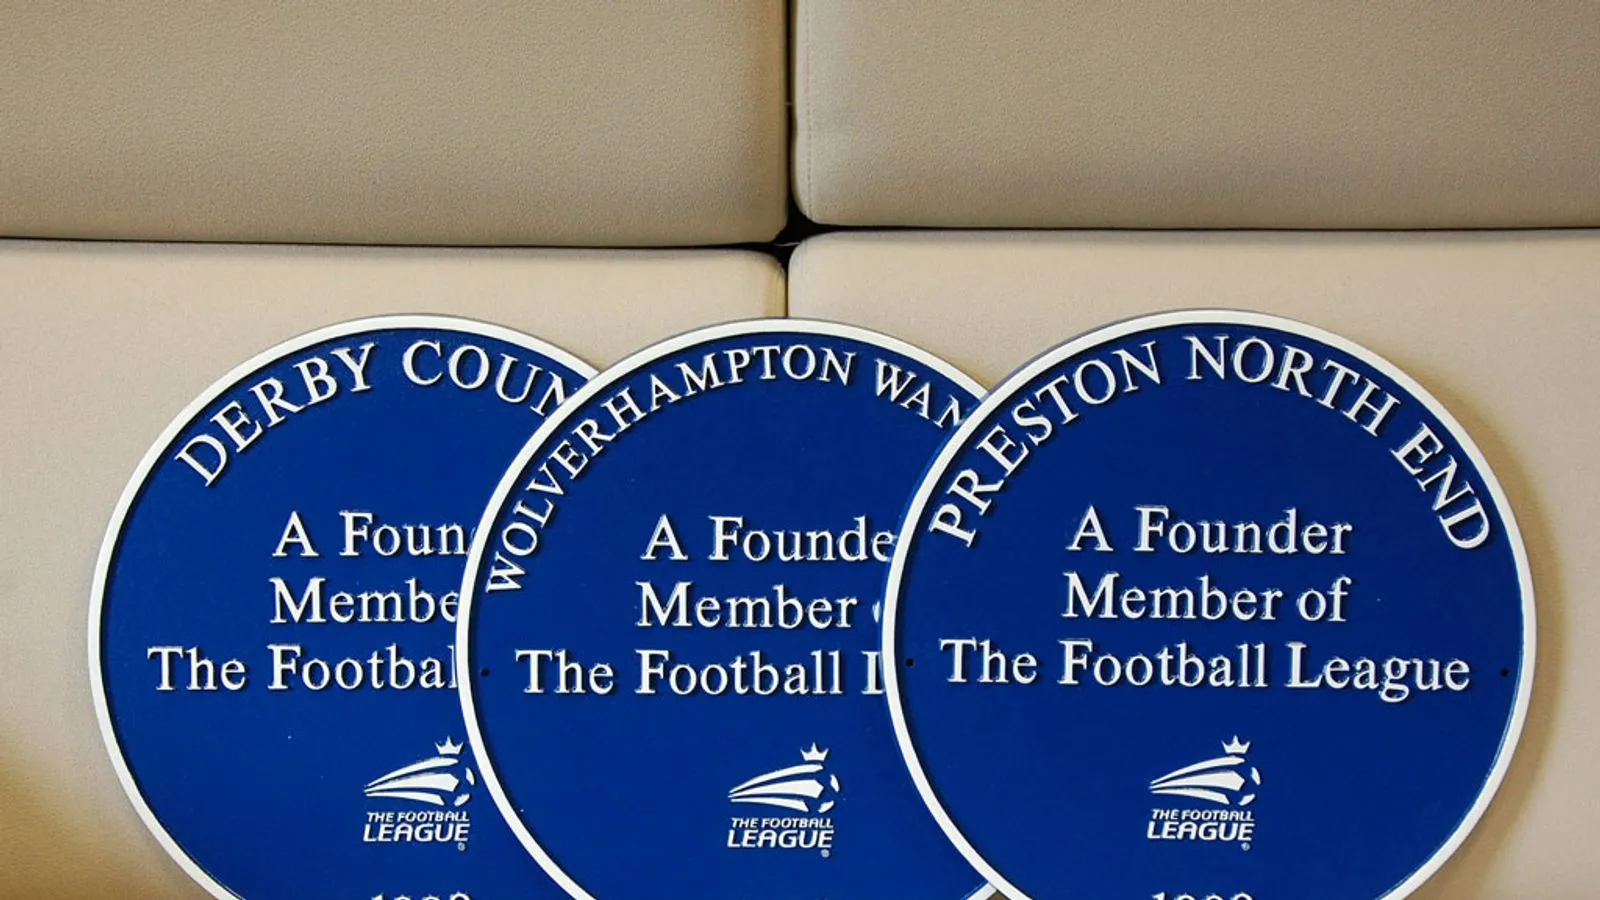 DERBY COUN
A Foun
Membe
The Footbal
THE FOOTBALL
LEAGUE
WOLVERHAMPTON WAN
A Founde
Member
The Football L
THE FOOTBALL
LEAGUE
PRESTON NORTH END
A Founder
Member of
The Football League
THE FOOTBALL
LEAGUE